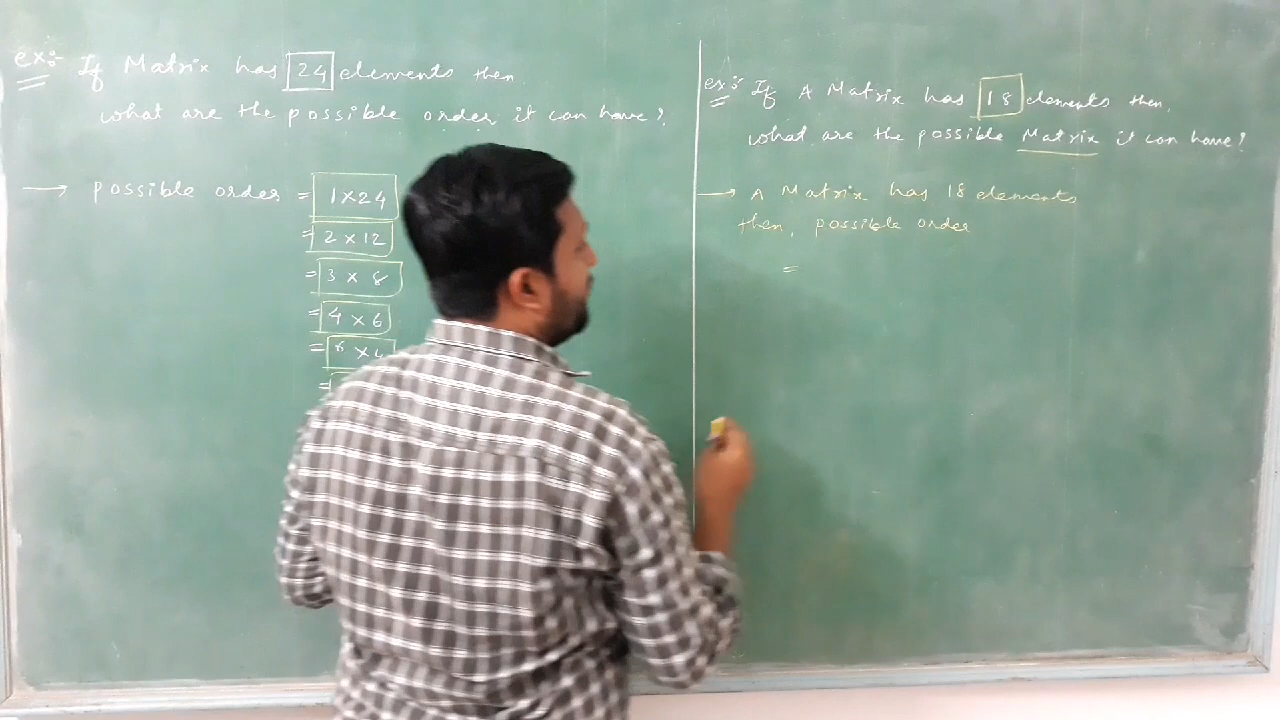 ex:- If Matrix has 24 elements then
what are the possible order it can have?
→ possible order = 1 × 24
= 2 × 12
= 3 × 8
= 4 × 6
=
=
ex:- If A Matrix has 18 elements then,
what are the possible Matrix it can have?
→ A Matrix has 18 elements
then, possible order
=